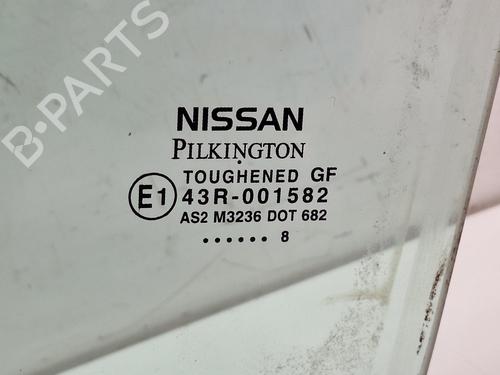 B-PARTS
NISSAN
PILKINGTON
TOUGHENED GF
E1 43R-001582
AS2 M3236 DOT 682
...... 8